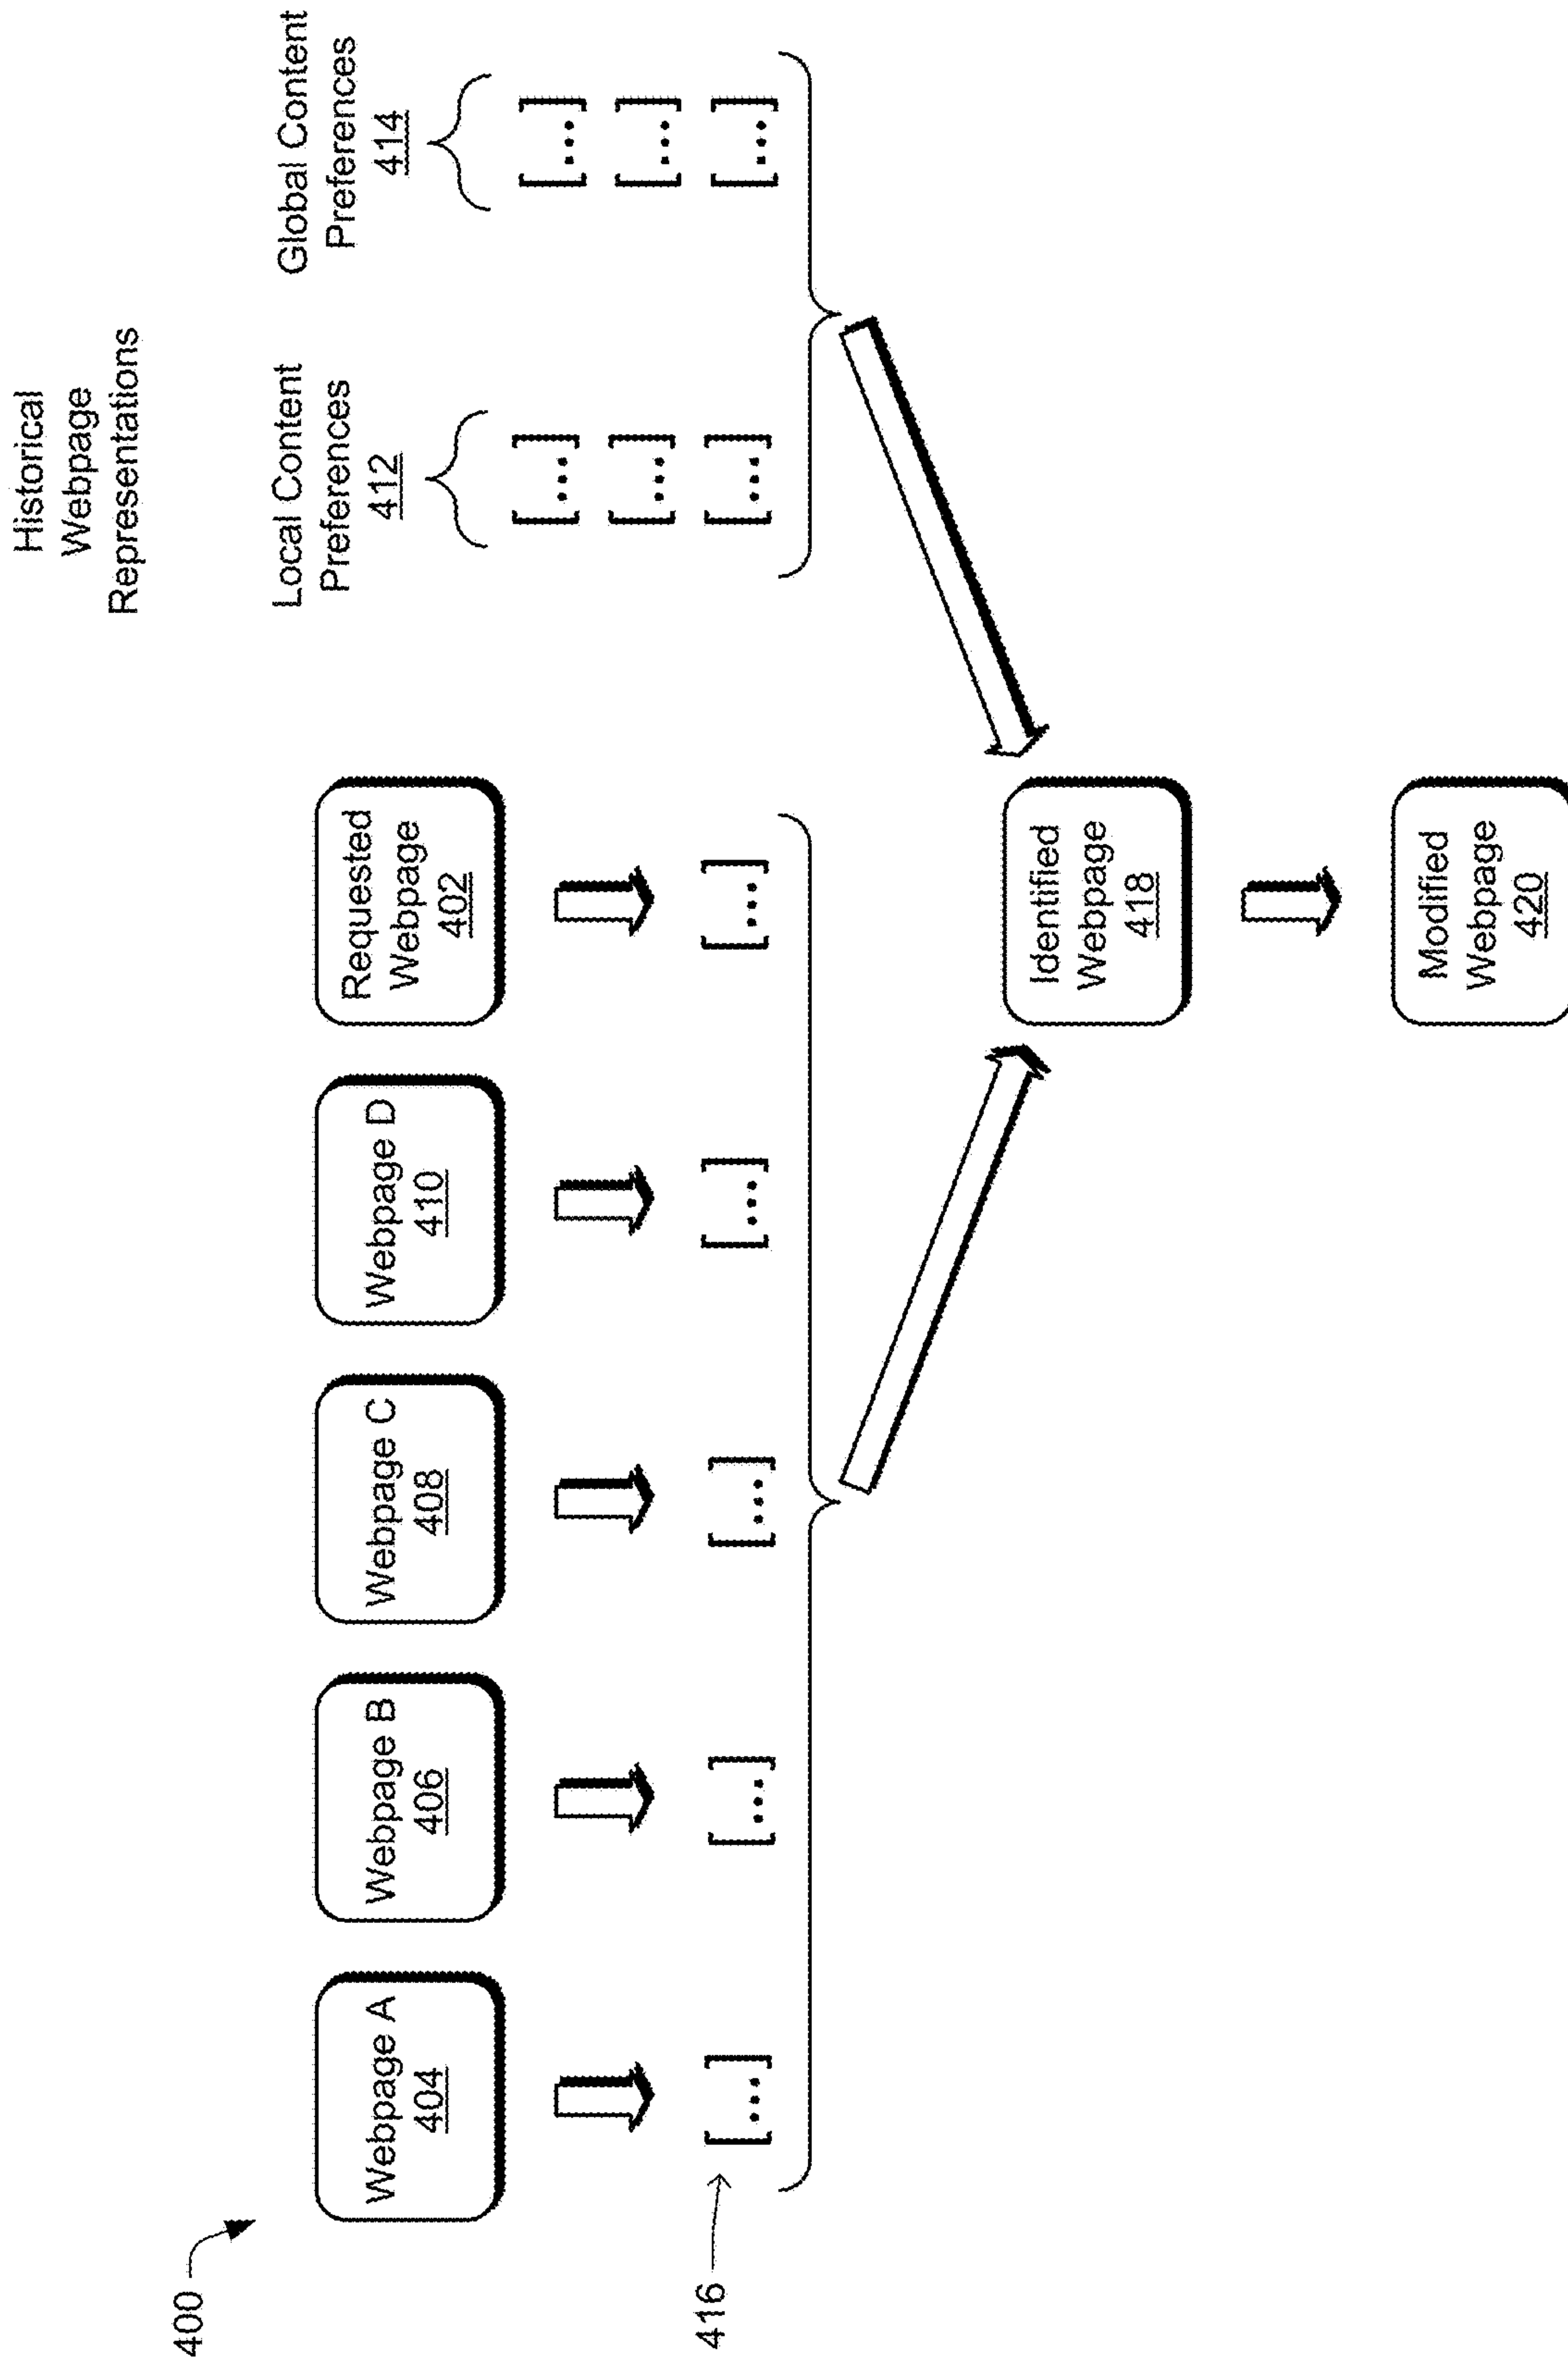 400
Historical
Webpage
Representations
Webpage A
404
Webpage B
406
Webpage C
408
Webpage D
410
Requested
Webpage
402
Local Content
Preferences
412
Global Content
Preferences
414
416
[...]
[...]
[...]
[...]
[...]
[...]
[...]
[...]
[...]
[...]
[...]
Identified
Webpage
418
Modified
Webpage
420